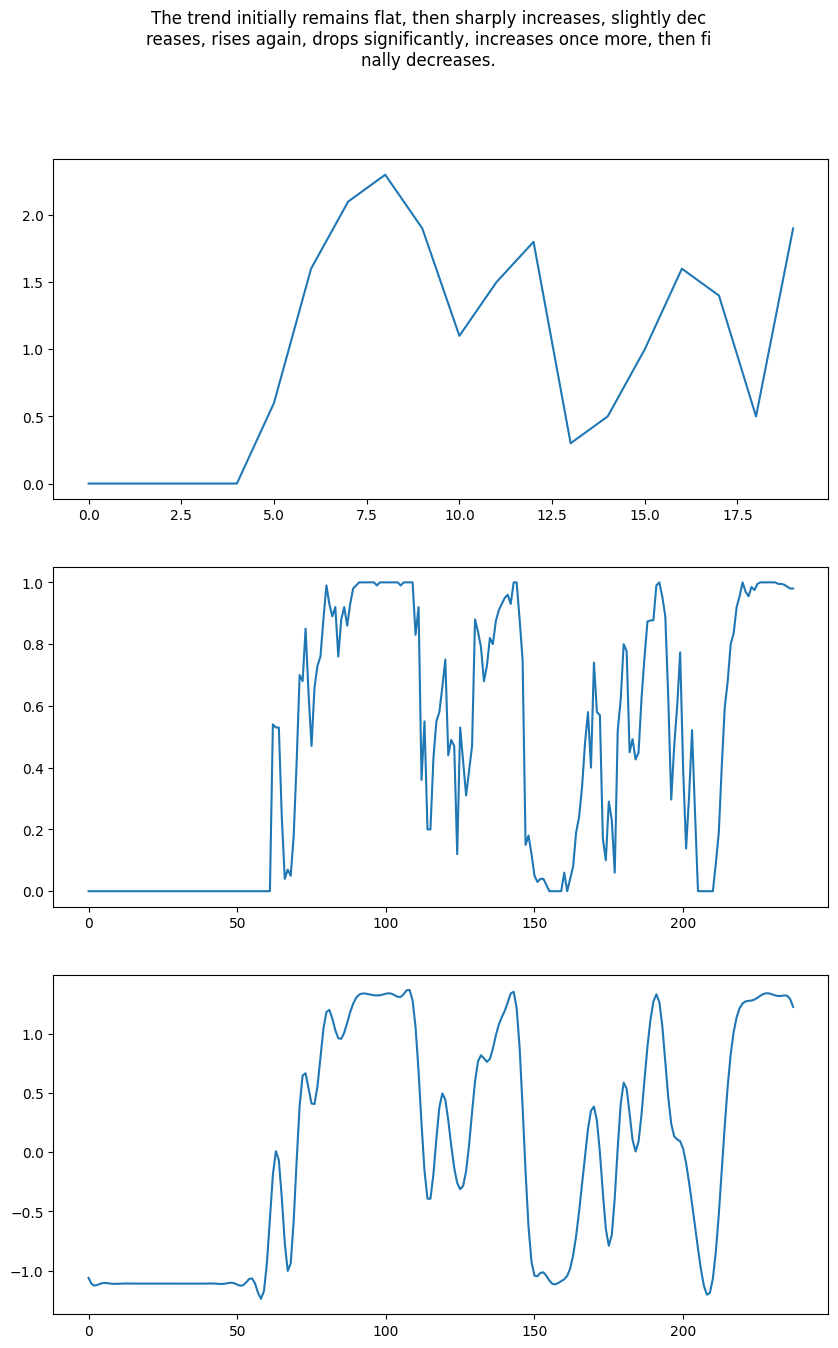 The trend initially remains flat, then sharply increases, slightly dec
reases, rises again, drops significantly, increases once more, then fi
nally decreases.
2.0
1.5
1.0
0.5
0.0
0.0 2.5 5.0 7.5 10.0 12.5 15.0 17.5
1.0
0.8
0.6
0.4
0.2
0.0
0 50 100 150 200
1.0
0.5
0.0
−0.5
−1.0
0 50 100 150 200